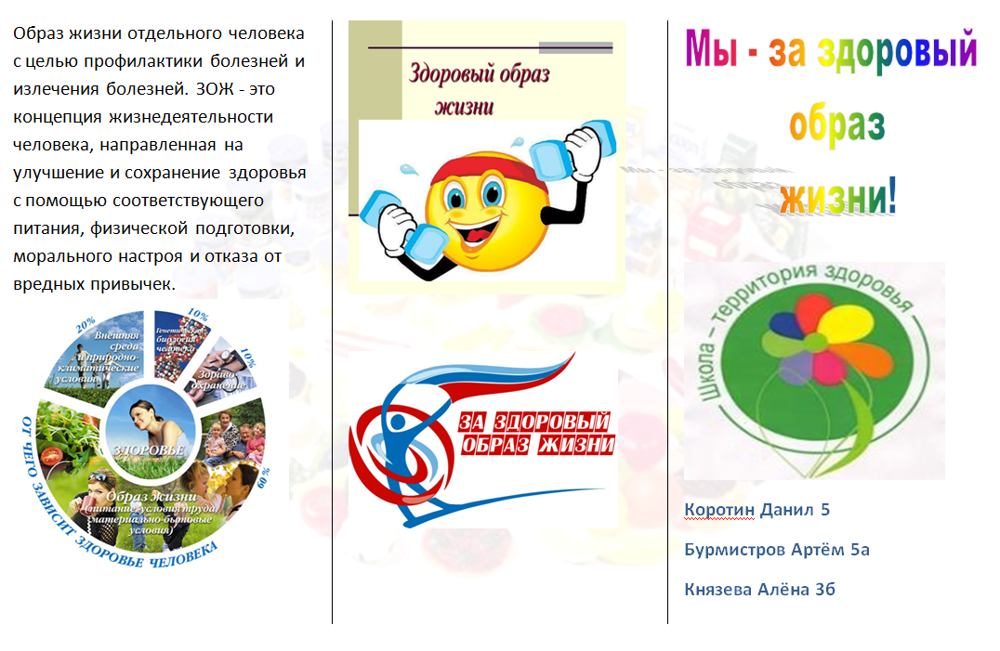 Образ жизни отдельного человека
с целью профилактики болезней и
излечения болезней. ЗОЖ - это
концепция жизнедеятельности
человека, направленная на
улучшение и сохранение здоровья
с помощью соответствующего
питания, физической подготовки,
морального настроя и отказа от
вредных привычек.
20%
Внешняя
среда
и природно-
климатические
условия
10%
Генетическая
биология
человека
10%
Здраво-
охранение
ЗДОРОВЬЕ
60%
Образ жизни
(питание, условия труда,
материально-бытовые
условия)
ОТ ЧЕГО ЗАВИСИТ ЗДОРОВЬЕ ЧЕЛОВЕКА
Здоровый образ
жизни
ЗА ЗДОРОВЫЙ
ОБРАЗ ЖИЗНИ
Мы - за здоровый
образ
жизни!
Школа – территория здоровья
Коротин Данил 5
Бурмистров Артём 5а
Князева Алёна 3б